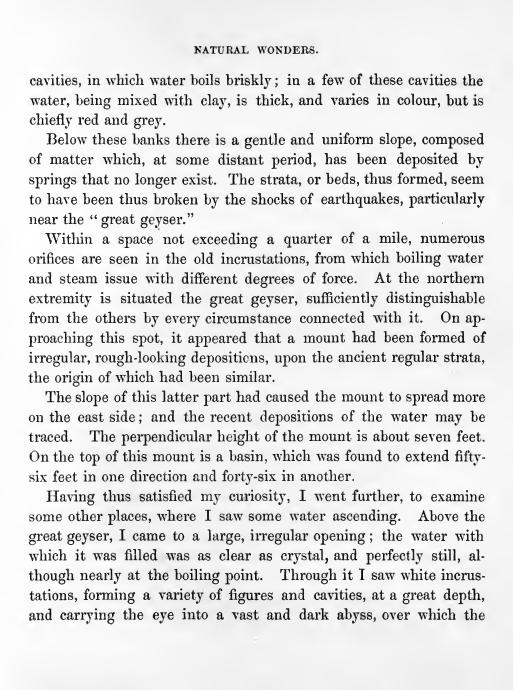 NATURAL WONDERS.
cavities, in which water boils briskly; in a few of these cavities the
water, being mixed with clay, is thick, and varies in colour, but is
chiefly red and grey.
Below these banks there is a gentle and uniform slope, composed
of matter which, at some distant period, has been deposited by
springs that no longer exist. The strata, or beds, thus formed, seem
to have been thus broken by the shocks of earthquakes, particularly
near the “great geyser.”
Within a space not exceeding a quarter of a mile, numerous
orifices are seen in the old incrustations, from which boiling water
and steam issue with different degrees of force. At the northern
extremity is situated the great geyser, sufficiently distinguishable
from the others by every circumstance connected with it. On ap-
proaching this spot, it appeared that a mount had been formed of
irregular, rough-looking depositions, upon the ancient regular strata,
the origin of which had been similar.
The slope of this latter part had caused the mount to spread more
on the east side; and the recent depositions of the water may be
traced. The perpendicular height of the mount is about seven feet.
On the top of this mount is a basin, which was found to extend fifty-
six feet in one direction and forty-six in another.
Having thus satisfied my curiosity, I went further, to examine
some other places, where I saw some water ascending. Above the
great geyser, I came to a large, irregular opening; the water with
which it was filled was as clear as crystal, and perfectly still, al-
though nearly at the boiling point. Through it I saw white incrus-
tations, forming a variety of figures and cavities, at a great depth,
and carrying the eye into a vast and dark abyss, over which the